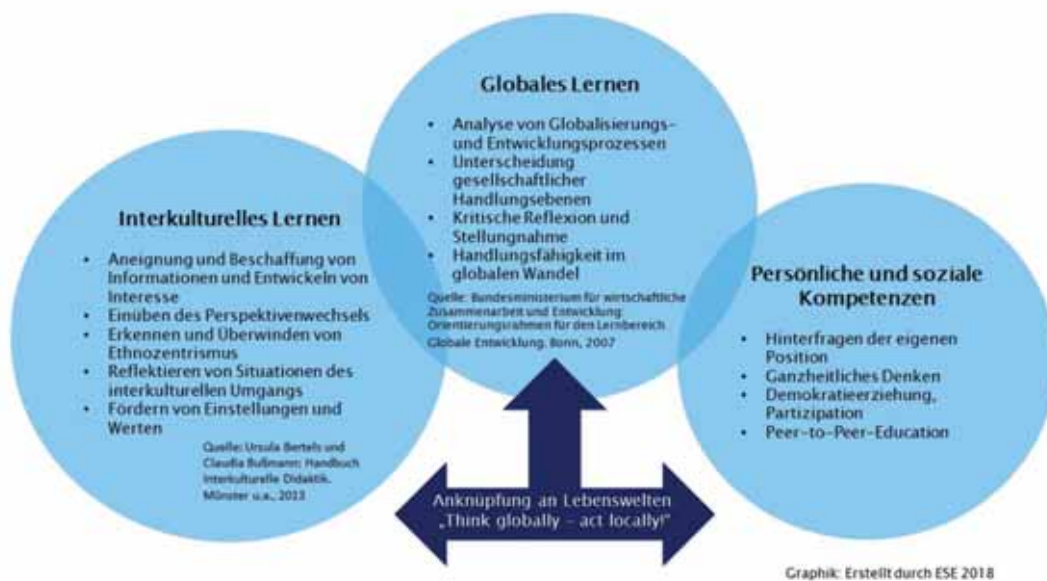 Globales Lernen
• Analyse von Globalisierungs-
und Entwicklungsprozessen
• Unterscheidung
gesellschaftlicher
Handlungsebenen
• Kritische Reflexion und
Stellungnahme
• Handlungsfähigkeit im
globalen Wandel
Quelle: Bundesministerium für wirtschaftliche
Zusammenarbeit und Entwicklung:
Orientierungsrahmen für den Lernbereich
Globale Entwicklung. Bonn, 2007
Interkulturelles Lernen
• Aneignung und Beschaffung von
Informationen und Entwickeln von
Interesse
• Einüben des Perspektivenwechsels
• Erkennen und Überwinden von
Ethnozentrismus
• Reflektieren von Situationen des
interkulturellen Umgangs
• Fördern von Einstellungen und
Werten
Quelle: Ursula Bertels und
Claudia Bußmann: Handbuch
Interkulturelle Didaktik.
Münster u.a., 2013
Persönliche und soziale
Kompetenzen
• Hinterfragen der eigenen
Position
• Ganzheitliches Denken
• Demokratieerziehung,
Partizipation
• Peer-to-Peer-Education
Anknüpfung an Lebenswelten
„Think globally – act locally!"
Graphik: Erstellt durch ESE 2018